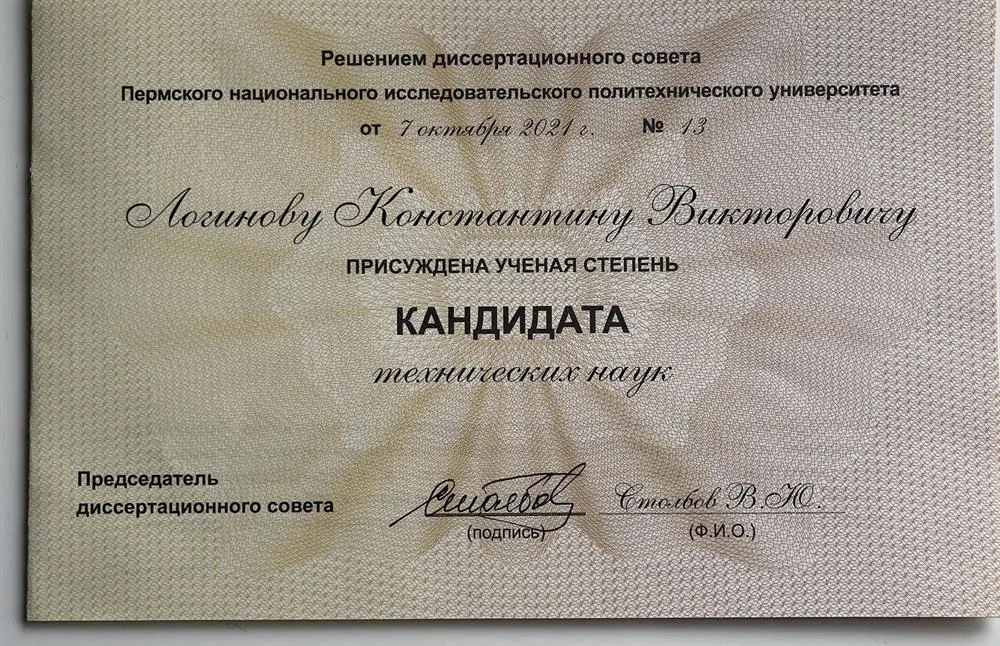 Решением диссертационного совета
Пермского национального исследовательского политехнического университета
от 7 октября 2021 г. № 13
Логинову Константину Викторовичу
ПРИСУЖДЕНА УЧЕНАЯ СТЕПЕНЬ
КАНДИДАТА
технических наук
Председатель
диссертационного совета
Столбов Столбов В.Ю.
(подпись) (Ф.И.О.)